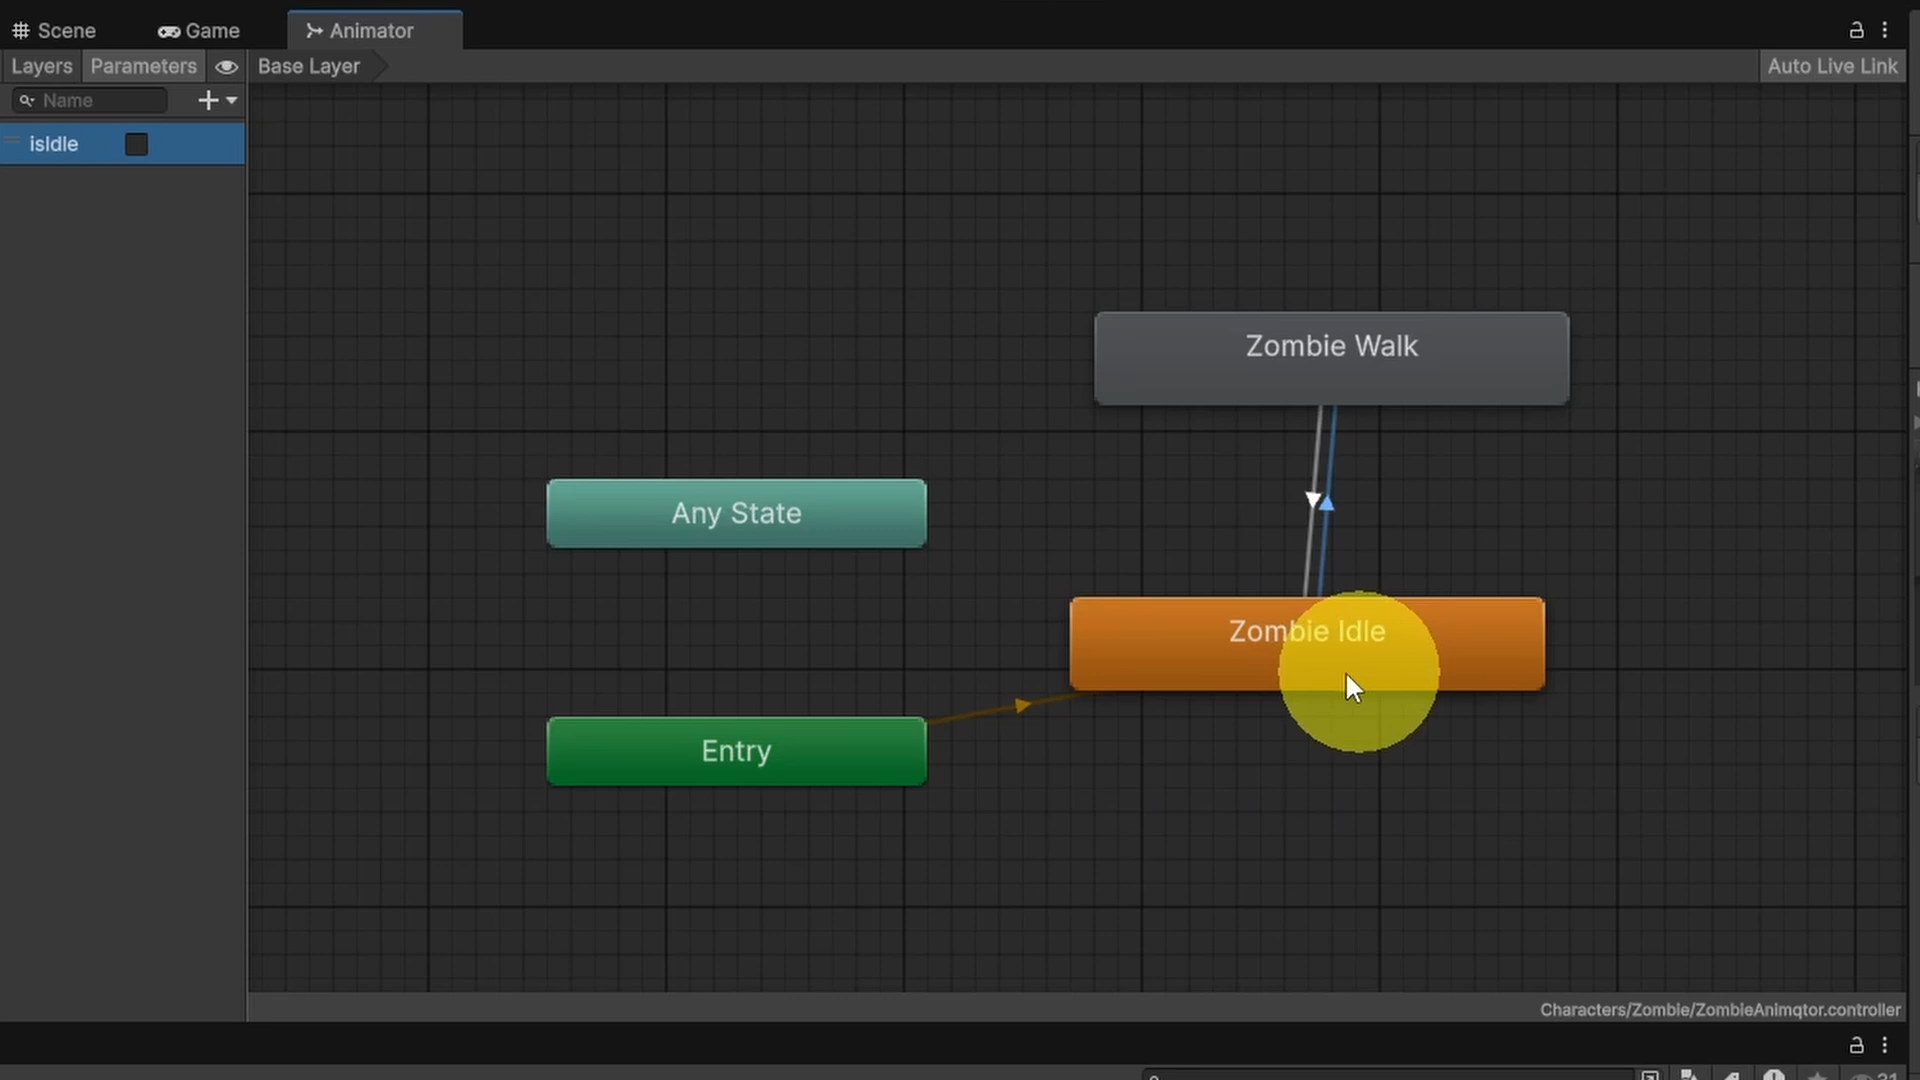 Scene
Game
Animator
Layers
Parameters
Base Layer
Auto Live Link
Name
isIdle
Zombie Walk
Any State
Zombie Idle
Entry
Characters/Zombie/ZombieAnimqtor.controller